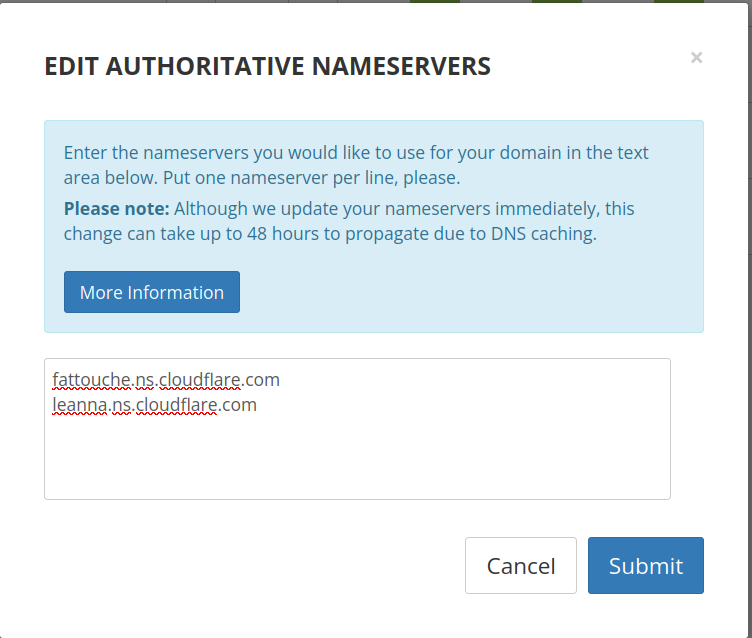 EDIT AUTHORITATIVE NAMESERVERS
×
Enter the nameservers you would like to use for your domain in the text
area below. Put one nameserver per line, please.
Please note: Although we update your nameservers immediately, this
change can take up to 48 hours to propagate due to DNS caching.
More Information
fattouche.ns.cloudflare.com
leanna.ns.cloudflare.com
Cancel
Submit